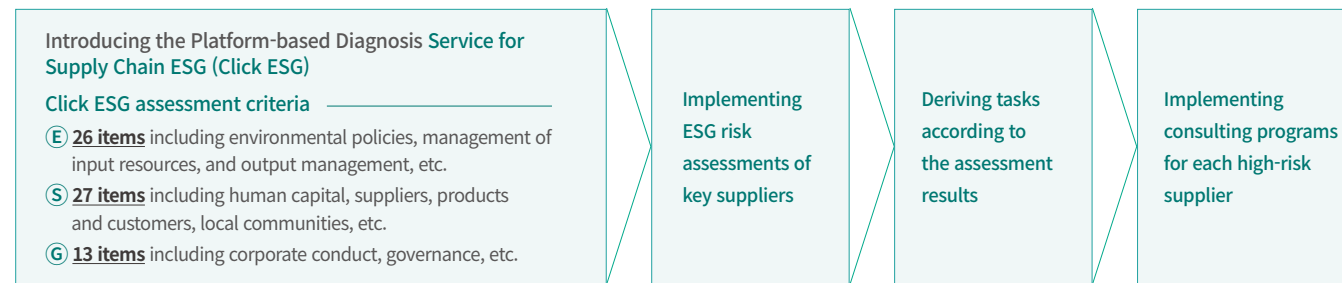 Introducing the Platform-based Diagnosis Service for
Supply Chain ESG (Click ESG)
Click ESG assessment criteria
E 26 items including environmental policies, management of
input resources, and output management, etc.
S 27 items including human capital, suppliers, products
and customers, local communities, etc.
G 13 items including corporate conduct, governance, etc.
Implementing
ESG risk
assessments of
key suppliers
Deriving tasks
according to
the assessment
results
Implementing
consulting programs
for each high-risk
supplier